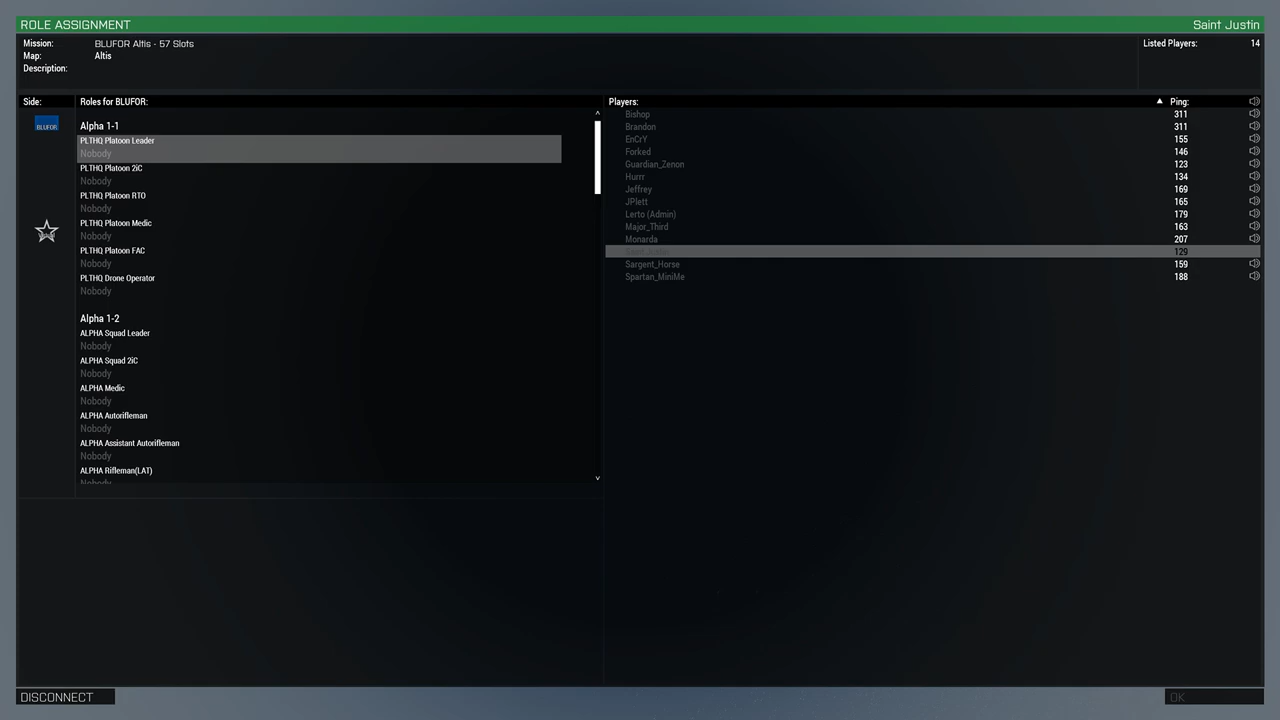 ROLE ASSIGNMENT
Saint Justin
Mission: BLUFOR Altis - 57 Slots
Map: Altis
Description:
Listed Players: 14
Side:
BLUFOR
Roles for BLUFOR:
Alpha 1-1
PLTHQ Platoon Leader
Nobody
PLTHQ Platoon 2iC
Nobody
PLTHQ Platoon RTO
Nobody
PLTHQ Platoon Medic
Nobody
PLTHQ Platoon FAC
Nobody
PLTHQ Drone Operator
Nobody
Alpha 1-2
ALPHA Squad Leader
Nobody
ALPHA Squad 2iC
Nobody
ALPHA Medic
Nobody
ALPHA Autorifleman
Nobody
ALPHA Assistant Autorifleman
Nobody
ALPHA Rifleman(LAT)
Nobody
Players: Ping:
Bishop 311
Brandon 311
EnCrY 155
Forked 146
Guardian_Zenon 123
Hurrr 134
Jeffrey 169
JPlett 165
Lerto (Admin) 179
Major_Third 163
Monarda 207
129
Sargent_Horse 159
Spartan_MiniMe 188
DISCONNECT
OK